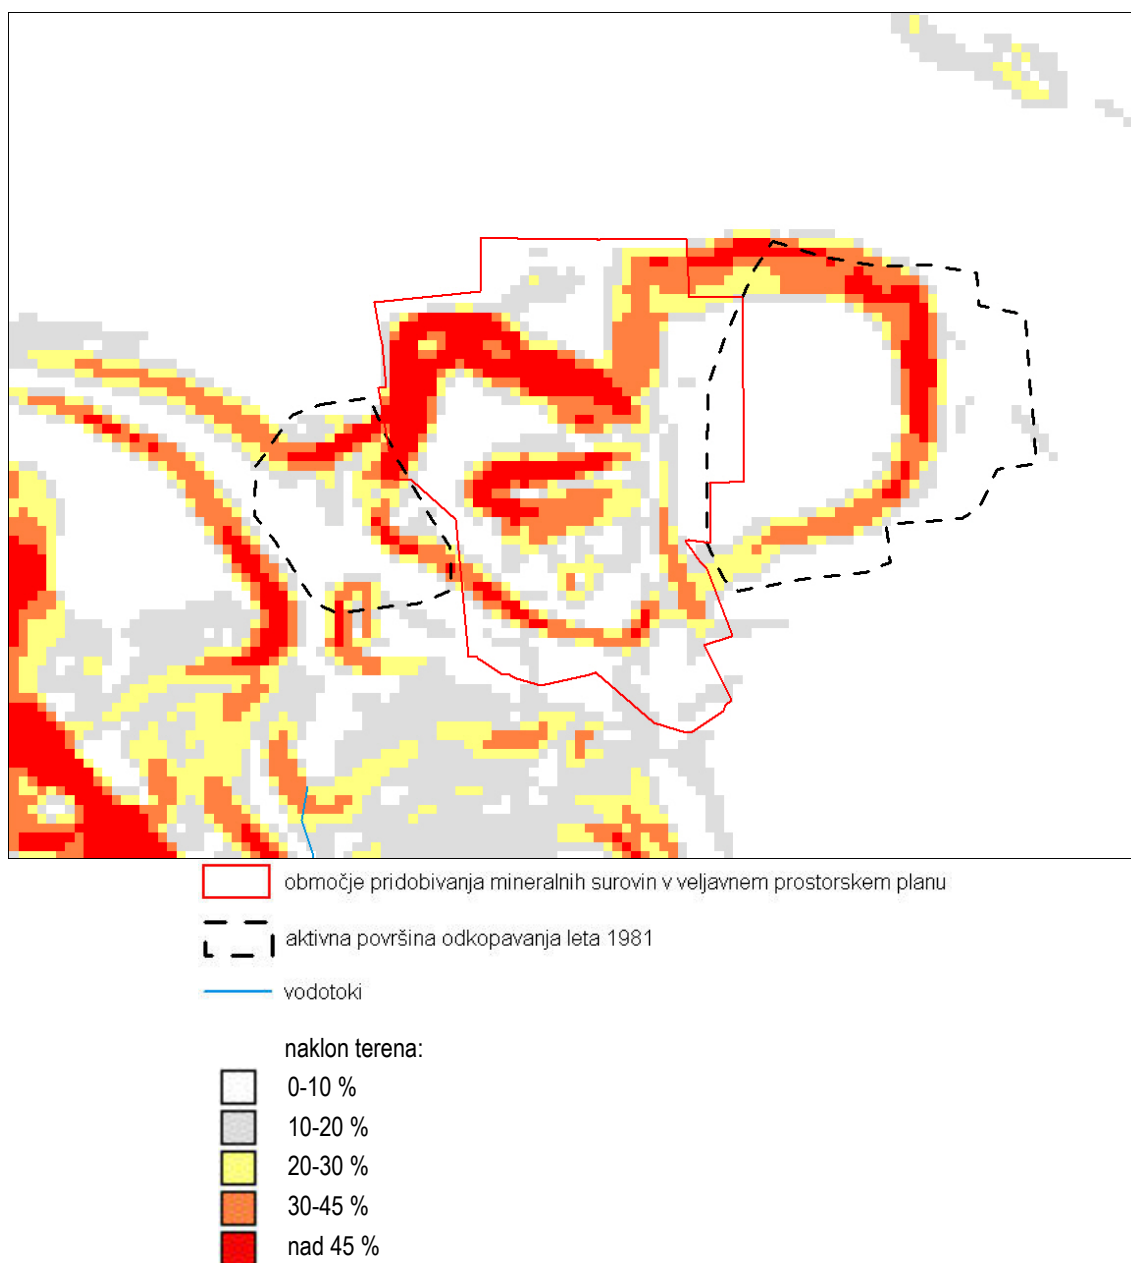 območje pridobivanja mineralnih surovin v veljavnem prostorskem planu
aktivna površina odkopavanja leta 1981
vodotoki
naklon terena:
0-10 %
10-20 %
20-30 %
30-45 %
nad 45 %